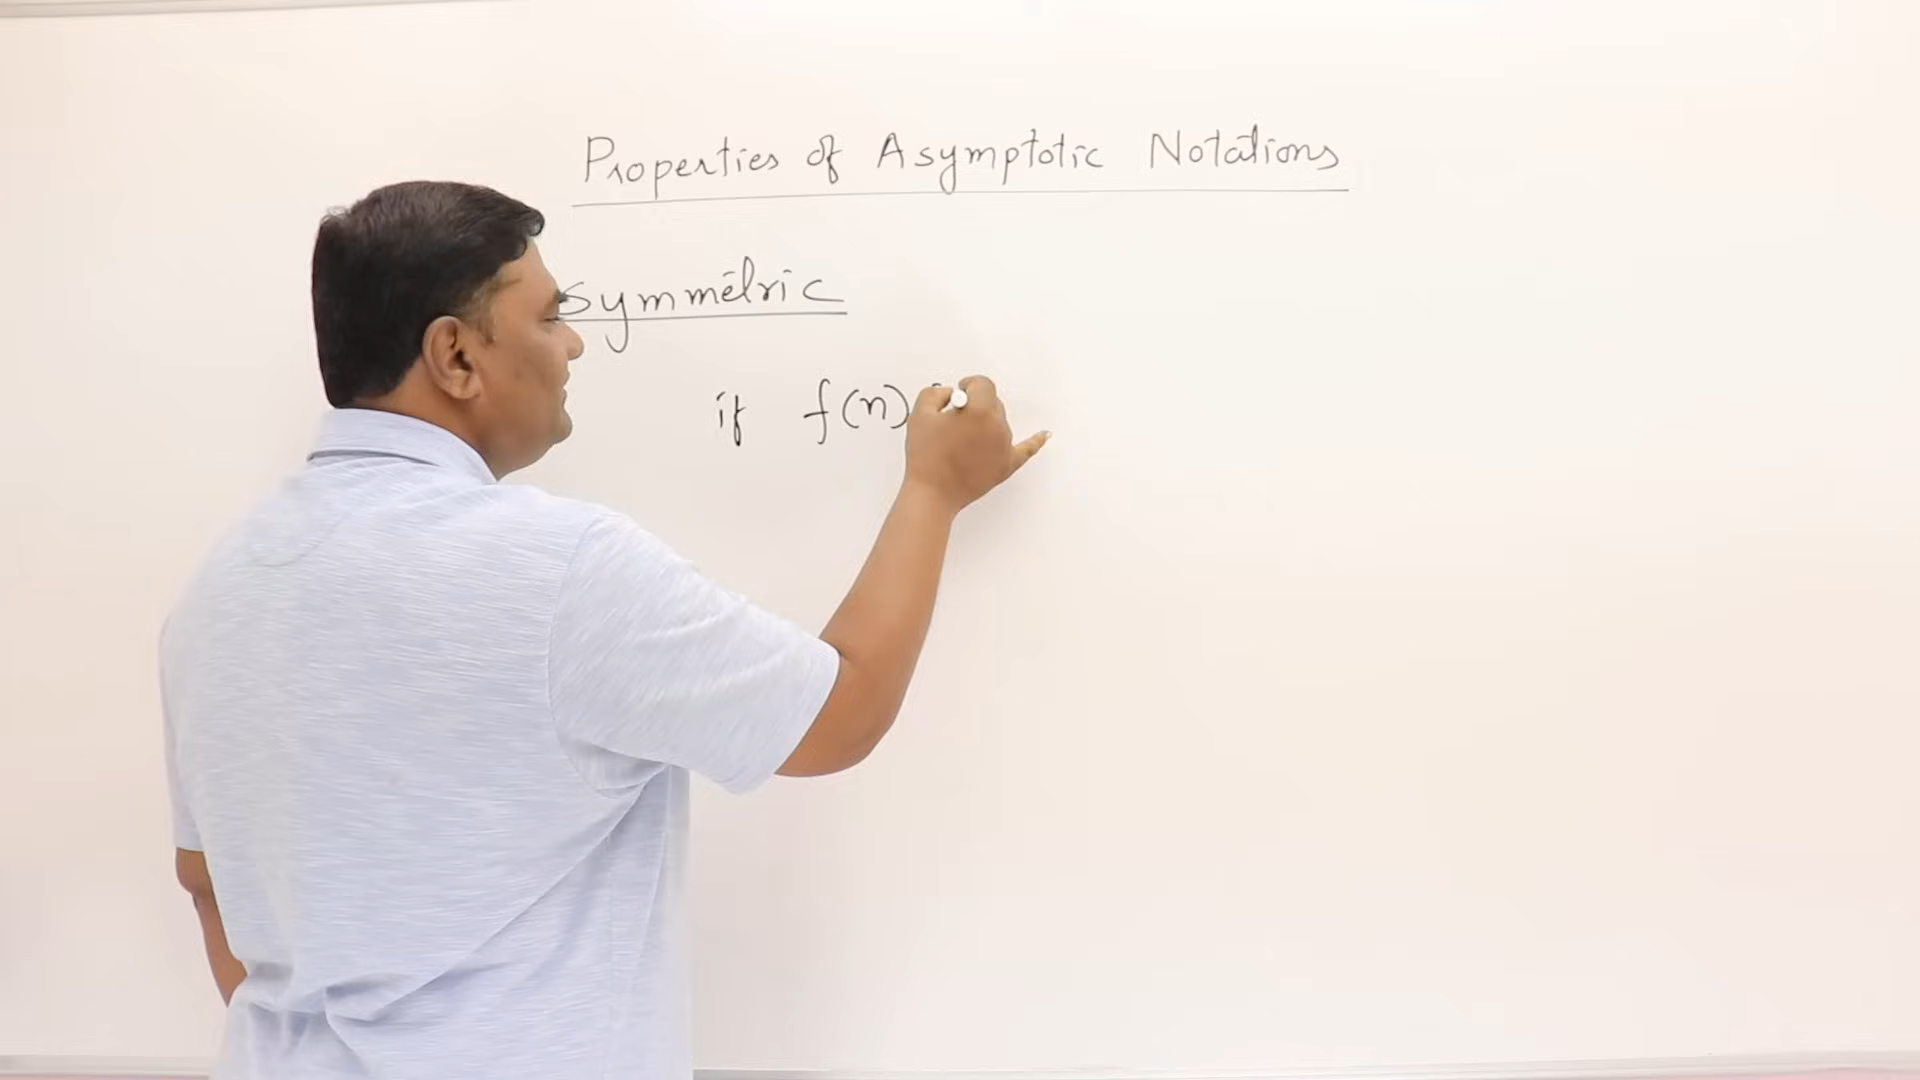 Properties of Asymptotic Notations
Symmetric
if f(n)